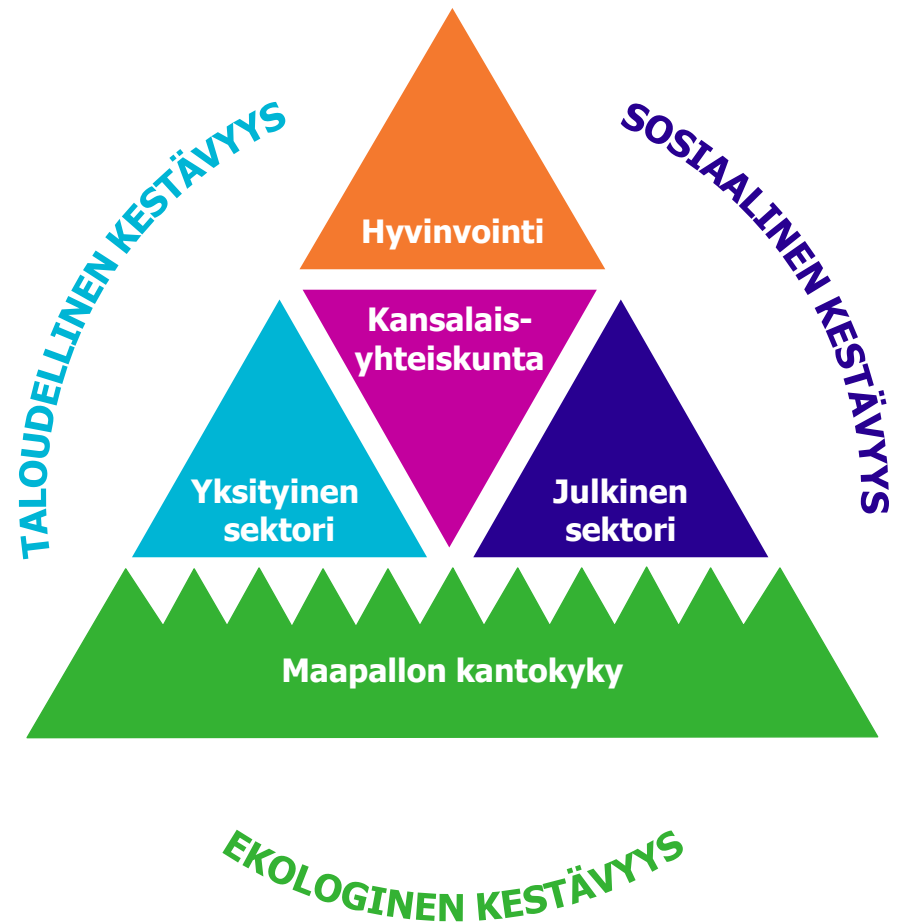 TALOUDELLINEN KESTÄVYYS
SOSIAALINEN KESTÄVYYS
Hyvinvointi
Kansalais-
yhteiskunta
Yksityinen
sektori
Julkinen
sektori
Maapallon kantokyky
EKOLOGINEN KESTÄVYYS